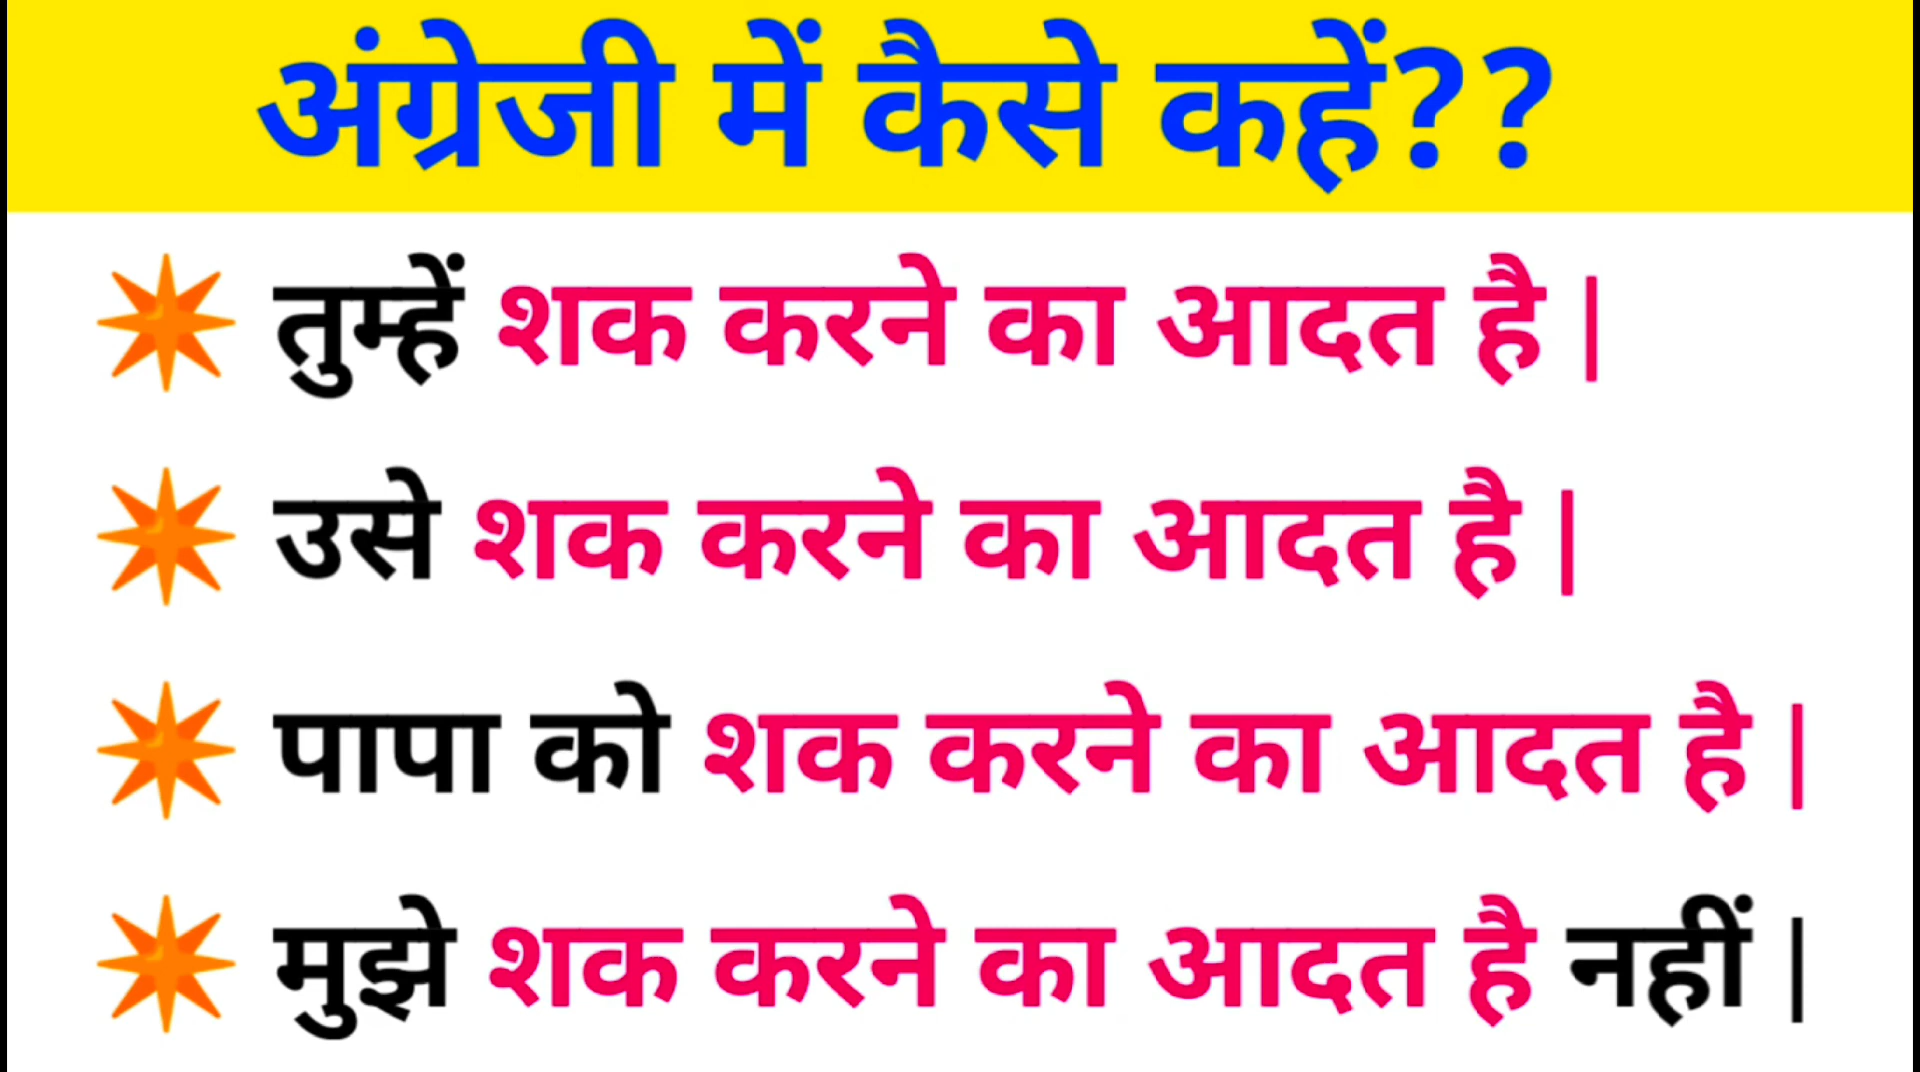 अंग्रेजी में कैसे कहें??
तुम्हें शक करने का आदत है |
उसे शक करने का आदत है |
पापा को शक करने का आदत है |
मुझे शक करने का आदत है नहीं |